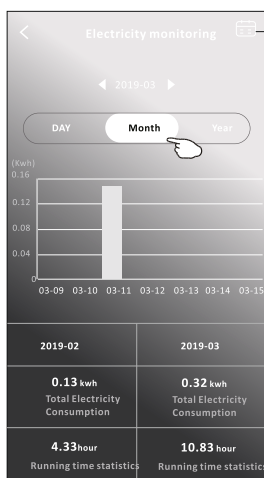 Electricity monitoring
2019-03
DAY Month Year
(Kwh)
0.16
0.12
0.08
0.04
0
03-09 03-10 03-11 03-12 03-13 03-14 03-15
2019-02 2019-03
0.13 kwh 0.32 kwh
Total Electricity Total Electricity
Consumption Consumption
4.33hour 10.83 hour
Running time statistics Running time statistics